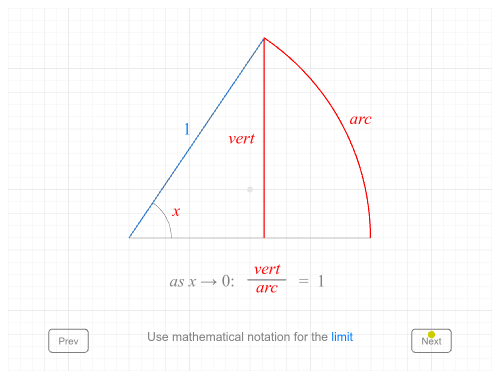 1
vert
arc
x
as x → 0: vert/arc = 1
Use mathematical notation for the limit
Prev
Next